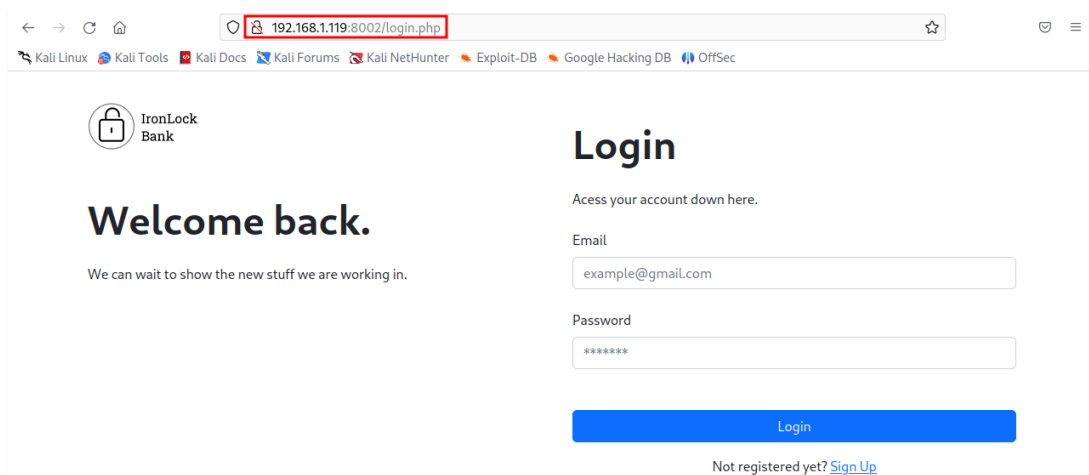 192.168.1.119:8002/login.php
Kali Linux Kali Tools Kali Docs Kali Forums Kali NetHunter Exploit-DB Google Hacking DB OffSec
IronLock
Bank
Welcome back.
We can wait to show the new stuff we are working in.
Login
Acess your account down here.
Email
example@gmail.com
Password
*******
Login
Not registered yet? Sign Up